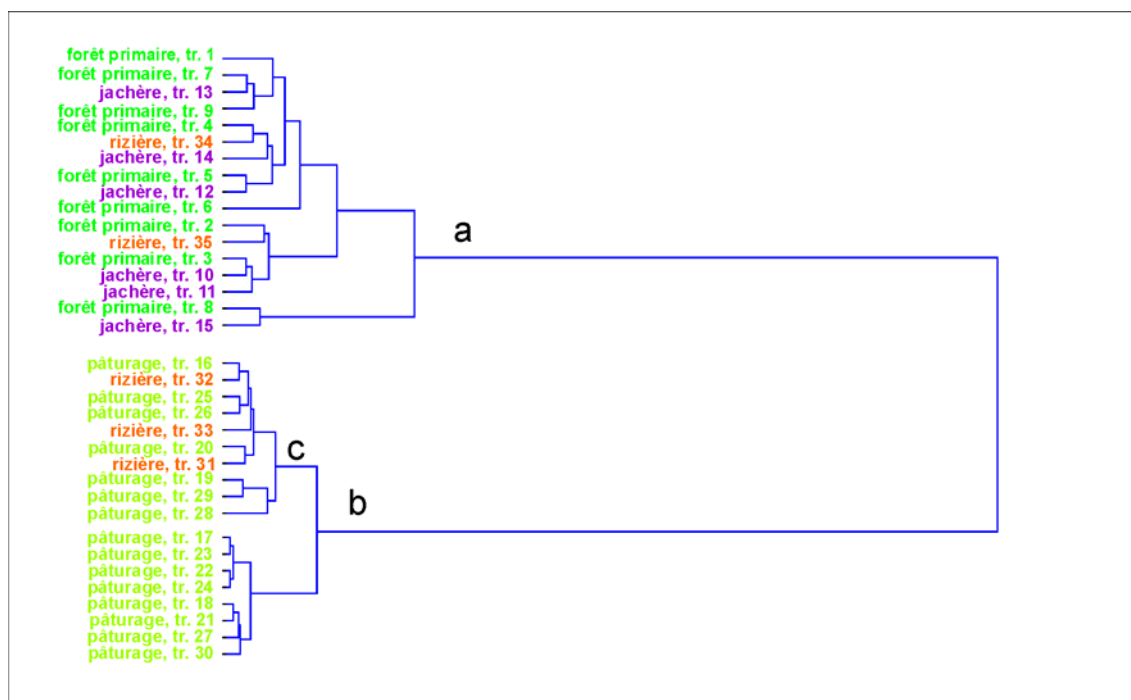 forêt primaire, tr. 1
forêt primaire, tr. 7
jachère, tr. 13
forêt primaire, tr. 9
forêt primaire, tr. 4
rizière, tr. 34
jachère, tr. 14
forêt primaire, tr. 5
jachère, tr. 12
forêt primaire, tr. 6
forêt primaire, tr. 2
rizière, tr. 35
forêt primaire, tr. 3
jachère, tr. 10
jachère, tr. 11
forêt primaire, tr. 8
jachère, tr. 15
a
pâturage, tr. 16
rizière, tr. 32
pâturage, tr. 25
pâturage, tr. 26
rizière, tr. 33
pâturage, tr. 20
rizière, tr. 31
pâturage, tr. 19
pâturage, tr. 29
pâturage, tr. 28
c
b
pâturage, tr. 17
pâturage, tr. 23
pâturage, tr. 22
pâturage, tr. 24
pâturage, tr. 18
pâturage, tr. 21
pâturage, tr. 27
pâturage, tr. 30